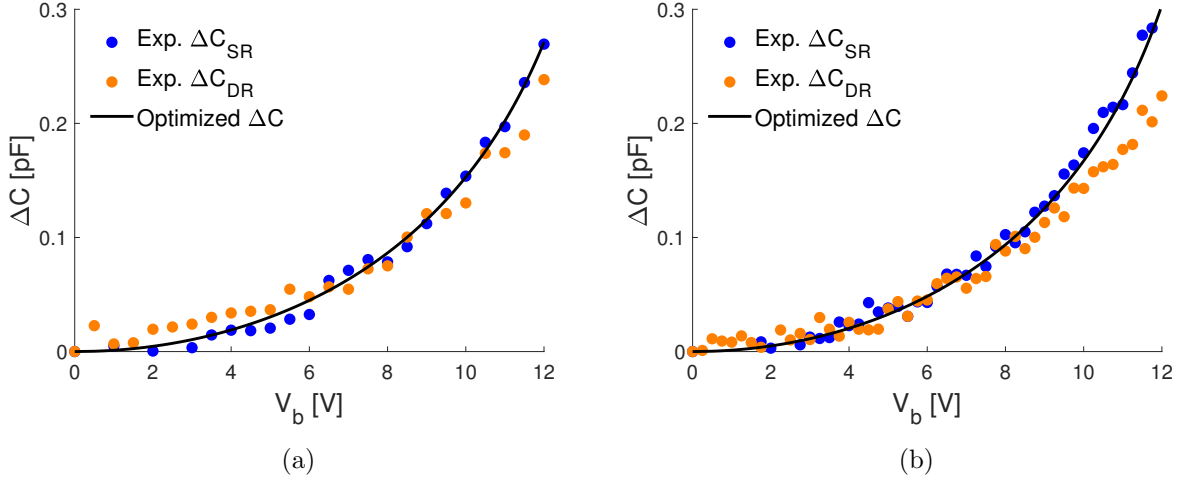 0.3
Exp. ΔC_SR
Exp. ΔC_DR
Optimized ΔC
0.2
0.1
0
ΔC [pF]
0 2 4 6 8 10 12
V_b [V]
(a)
0.3
Exp. ΔC_SR
Exp. ΔC_DR
Optimized ΔC
0.2
0.1
0
ΔC [pF]
0 2 4 6 8 10 12
V_b [V]
(b)